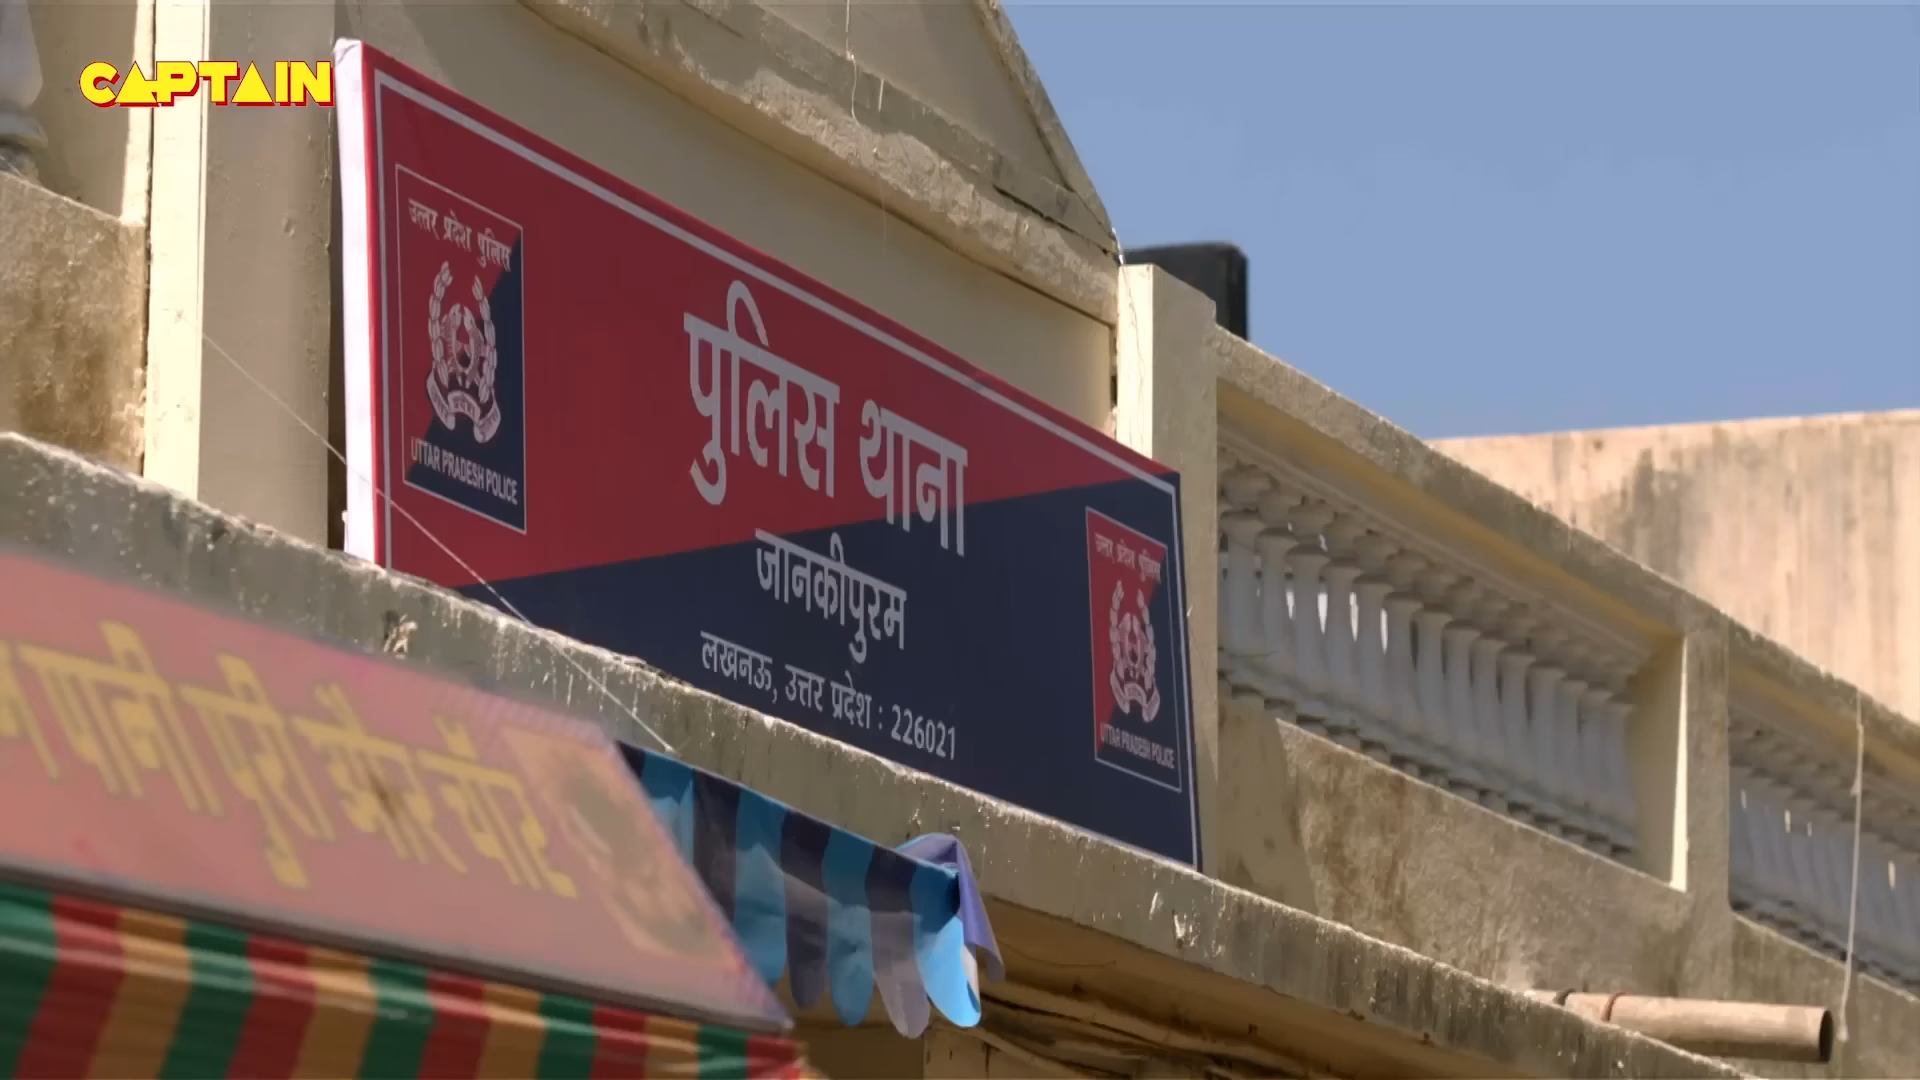 CAPTAIN
उत्तर प्रदेश पुलिस
UTTAR PRADESH POLICE
पुलिस थाना
जानकीपुरम
लखनऊ, उत्तर प्रदेश : 226021
उत्तर प्रदेश पुलिस
UTTAR PRADESH POLICE
पानी पुरी और चॉट